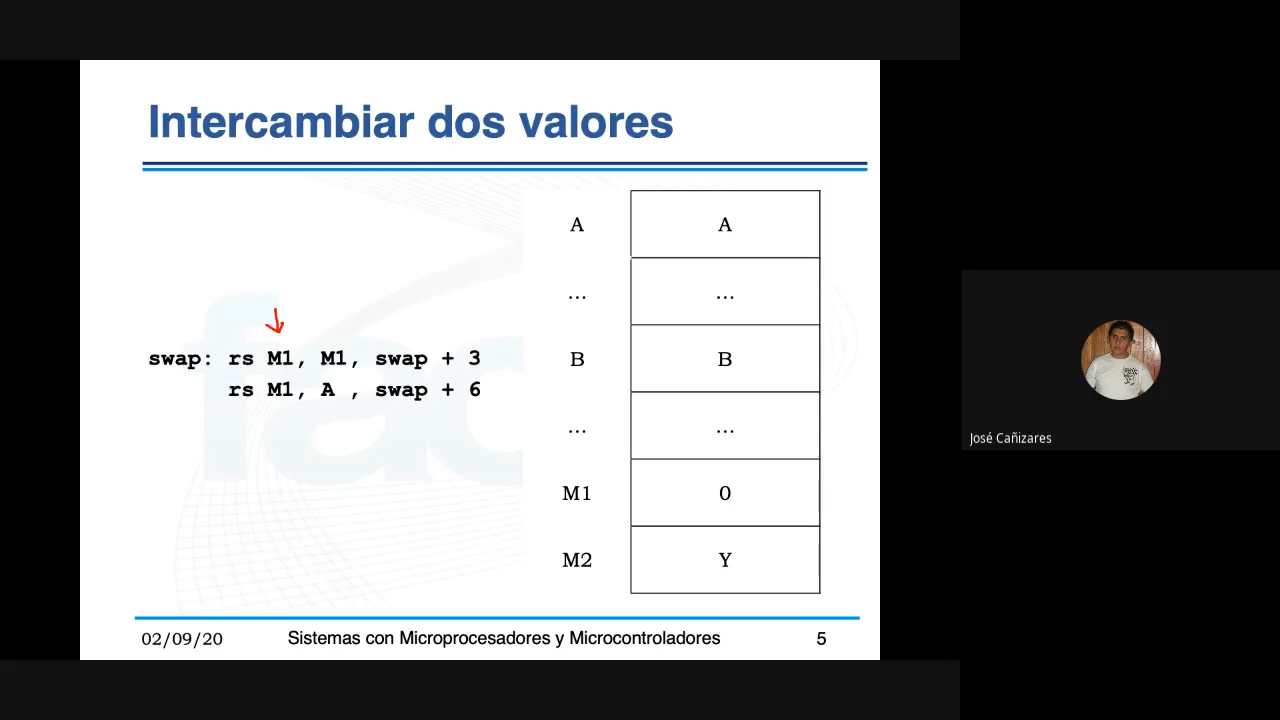 Intercambiar dos valores
swap: rs M1, M1, swap + 3
rs M1, A , swap + 6
A A
... ...
B B
... ...
M1 0
M2 Y
02/09/20 Sistemas con Microprocesadores y Microcontroladores 5
José Cañizares
fac